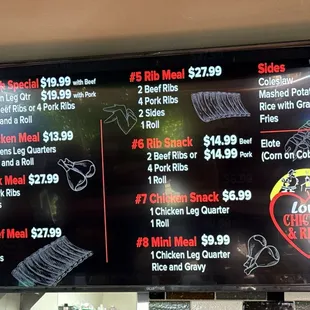 Special $19.99 with Beef
Leg Qtr $19.99 with Pork
Beef Ribs or 4 Pork Ribs
and a Roll
Meal $13.99
Leg Quarters
and a Roll
Meal $27.99
Ribs
Meal $27.99
#5 Rib Meal $27.99
2 Beef Ribs
4 Pork Ribs
2 Sides
1 Roll
#6 Rib Snack $14.99 Beef
2 Beef Ribs or $14.99 Pork
4 Pork Ribs
1 Roll
#7 Chicken Snack $6.99
1 Chicken Leg Quarter
1 Roll
#8 Mini Meal $9.99
1 Chicken Leg Quarter
Rice and Gravy
Sides
Coleslaw
Mashed
Rice with
Fries
Elote
(Corn on Cob